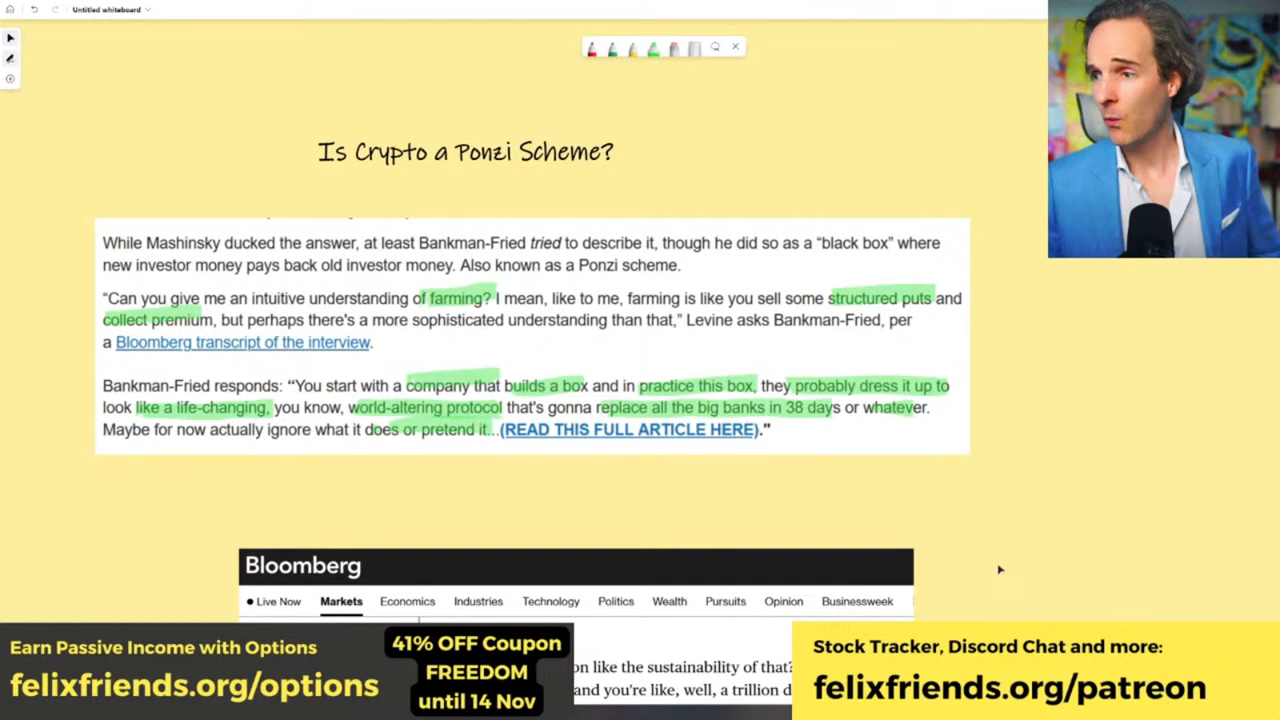 Untitled whiteboard
Is Crypto a Ponzi Scheme?
While Mashinsky ducked the answer, at least Bankman-Fried tried to describe it, though he did so as a “black box” where
new investor money pays back old investor money. Also known as a Ponzi scheme.
“Can you give me an intuitive understanding of farming? I mean, like to me, farming is like you sell some structured puts and
collect premium, but perhaps there's a more sophisticated understanding than that,” Levine asks Bankman-Fried, per
a Bloomberg transcript of the interview.
Bankman-Fried responds: “You start with a company that builds a box and in practice this box, they probably dress it up to
look like a life-changing, you know, world-altering protocol that's gonna replace all the big banks in 38 days or whatever.
Maybe for now actually ignore what it does or pretend it...(READ THIS FULL ARTICLE HERE)."
Bloomberg
Live Now Markets Economics Industries Technology Politics Wealth Pursuits Opinion Businessweek
on like the sustainability of that?
and you're like, well, a trillion d
Earn Passive Income with Options
felixfriends.org/options
41% OFF Coupon
FREEDOM
until 14 Nov
Stock Tracker, Discord Chat and more:
felixfriends.org/patreon